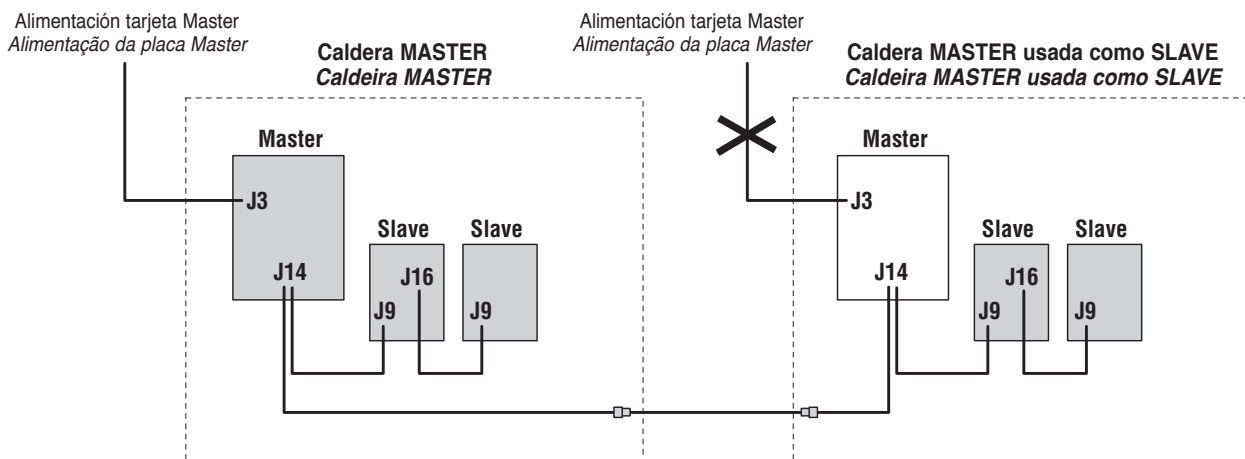 Alimentación tarjeta Master
Alimentação da placa Master
Caldera MASTER
Caldeira MASTER
Master
J3
J14
Slave
J16
J9
Slave
J9
Alimentación tarjeta Master
Alimentação da placa Master
Caldera MASTER usada como SLAVE
Caldeira MASTER usada como SLAVE
Master
J3
J14
Slave
J16
J9
Slave
J9